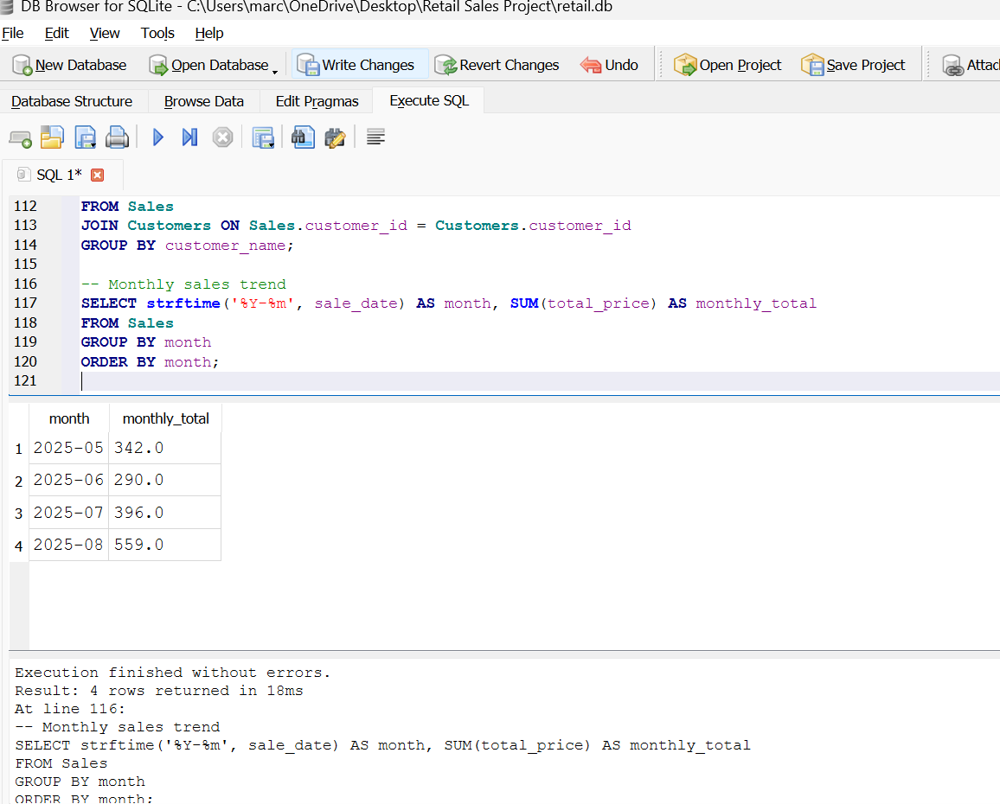 DB Browser for SQLite - C:\Users\marc\OneDrive\Desktop\Retail Sales Project\retail.db
File Edit View Tools Help
New Database Open Database Write Changes Revert Changes Undo Open Project Save Project Attac
Database Structure Browse Data Edit Pragmas Execute SQL
SQL 1*
112 FROM Sales
113 JOIN Customers ON Sales.customer_id = Customers.customer_id
114 GROUP BY customer_name;
115
116 -- Monthly sales trend
117 SELECT strftime('%Y-%m', sale_date) AS month, SUM(total_price) AS monthly_total
118 FROM Sales
119 GROUP BY month
120 ORDER BY month;
121
month monthly_total
1 2025-05 342.0
2 2025-06 290.0
3 2025-07 396.0
4 2025-08 559.0
Execution finished without errors.
Result: 4 rows returned in 18ms
At line 116:
-- Monthly sales trend
SELECT strftime('%Y-%m', sale_date) AS month, SUM(total_price) AS monthly_total
FROM Sales
GROUP BY month
ORDER BY month;